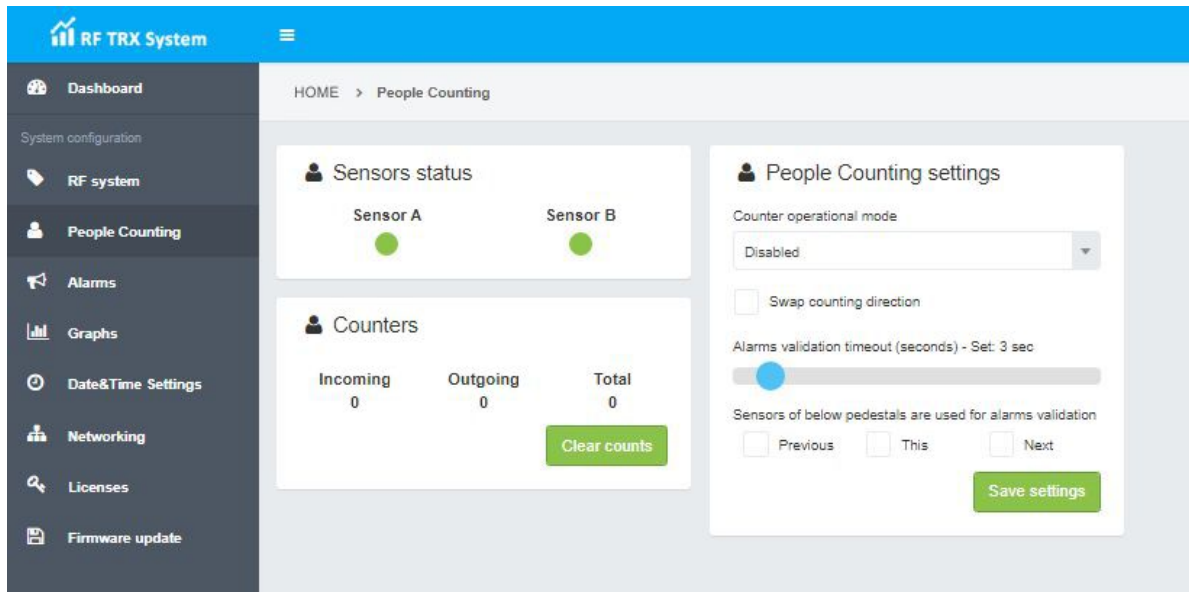 RF TRX System
Dashboard
System configuration
RF system
People Counting
Alarms
Graphs
Date&Time Settings
Networking
Licenses
Firmware update
HOME > People Counting
Sensors status
Sensor A Sensor B
Counters
Incoming Outgoing Total
0 0 0
Clear counts
People Counting settings
Counter operational mode
Disabled
Swap counting direction
Alarms validation timeout (seconds) - Set: 3 sec
Sensors of below pedestals are used for alarms validation
Previous This Next
Save settings